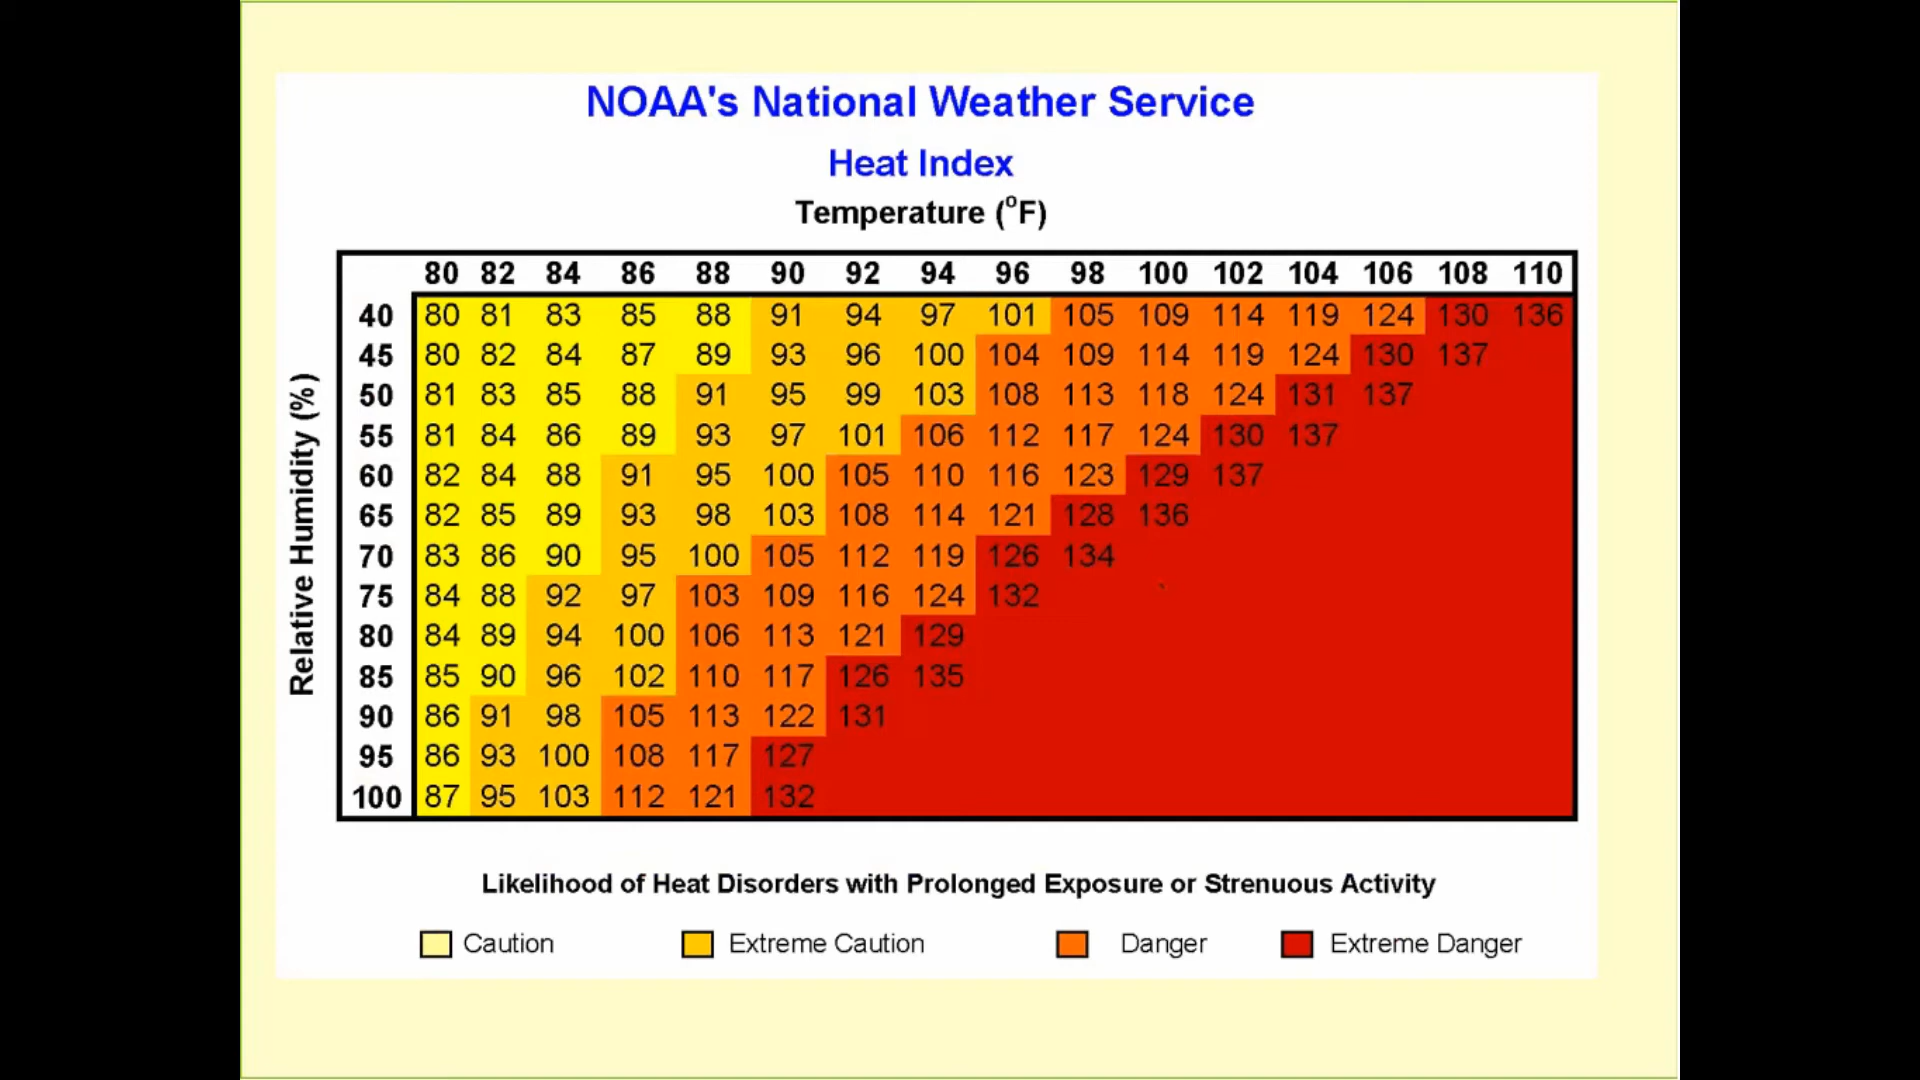 NOAA's National Weather Service
Heat Index
Temperature (°F)
80 82 84 86 88 90 92 94 96 98 100 102 104 106 108 110
Relative Humidity (%)
40 80 81 83 85 88 91 94 97 101 105 109 114 119 124 130 136
45 80 82 84 87 89 93 96 100 104 109 114 119 124 130 137
50 81 83 85 88 91 95 99 103 108 113 118 124 131 137
55 81 84 86 89 93 97 101 106 112 117 124 130 137
60 82 84 88 91 95 100 105 110 116 123 129 137
65 82 85 89 93 98 103 108 114 121 128 136
70 83 86 90 95 100 105 112 119 126 134
75 84 88 92 97 103 109 116 124 132
80 84 89 94 100 106 113 121 129
85 85 90 96 102 110 117 126 135
90 86 91 98 105 113 122 131
95 86 93 100 108 117 127
100 87 95 103 112 121 132
Likelihood of Heat Disorders with Prolonged Exposure or Strenuous Activity
Caution Extreme Caution Danger Extreme Danger